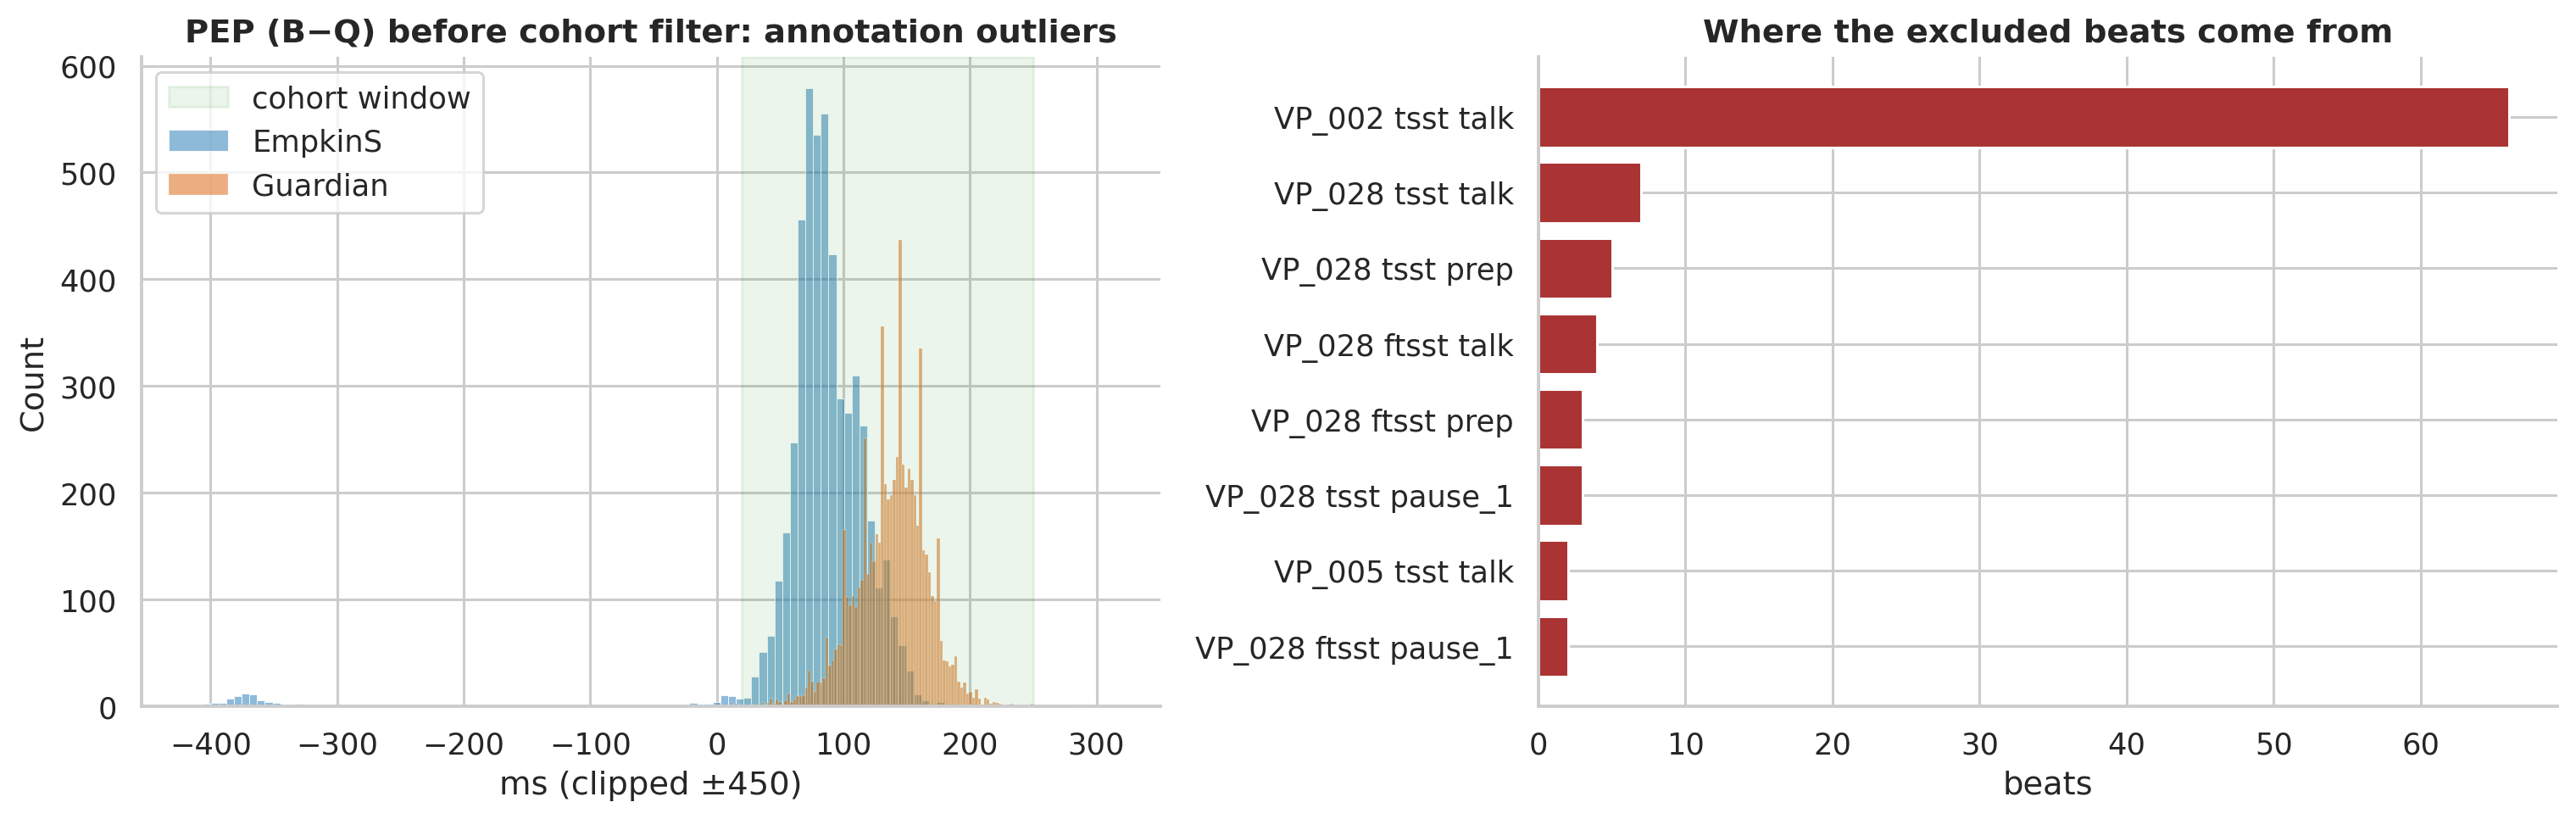 PEP (B−Q) before cohort filter: annotation outliers
600
500
400
300
200
100
0
Count
cohort window
EmpkinS
Guardian
−400
−300
−200
−100
0
100
200
300
ms (clipped ±450)
Where the excluded beats come from
VP_002 tsst talk
VP_028 tsst talk
VP_028 tsst prep
VP_028 ftsst talk
VP_028 ftsst prep
VP_028 tsst pause_1
VP_005 tsst talk
VP_028 ftsst pause_1
0
10
20
30
40
50
60
beats